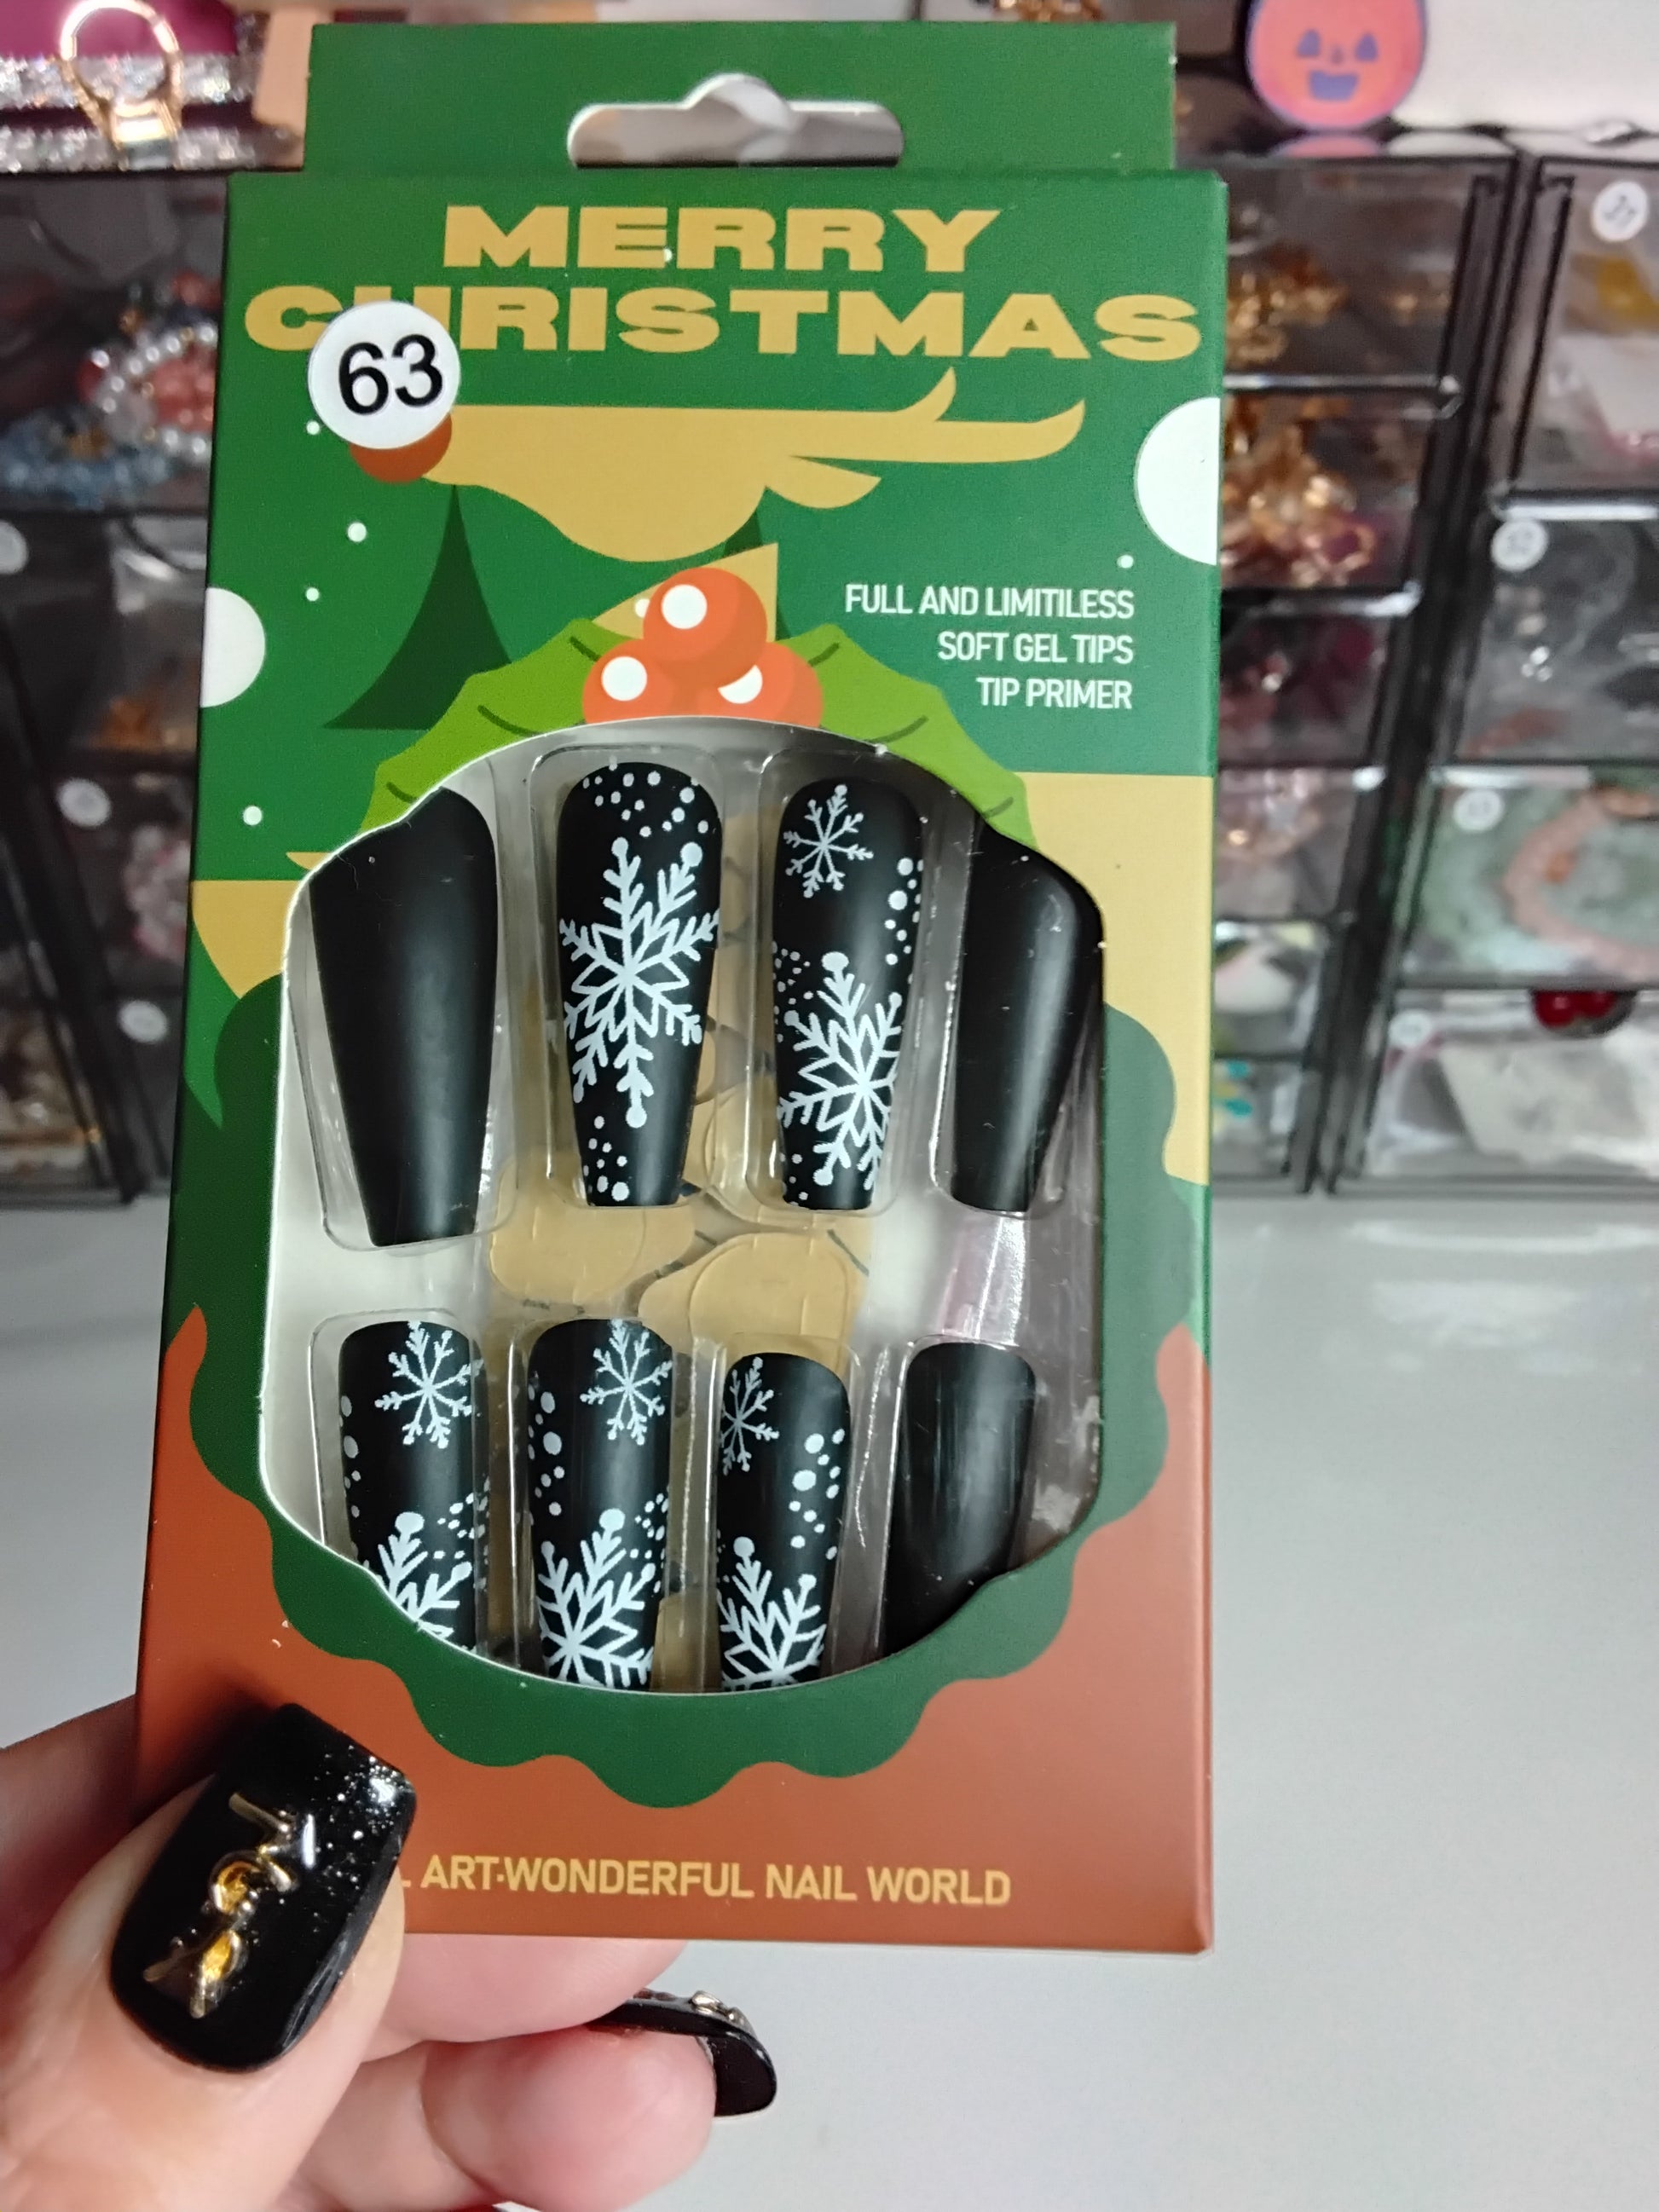 MERRY
CHRISTMAS
63
FULL AND LIMITILESS
SOFT GEL TIPS
TIP PRIMER
ART·WONDERFUL NAIL WORLD